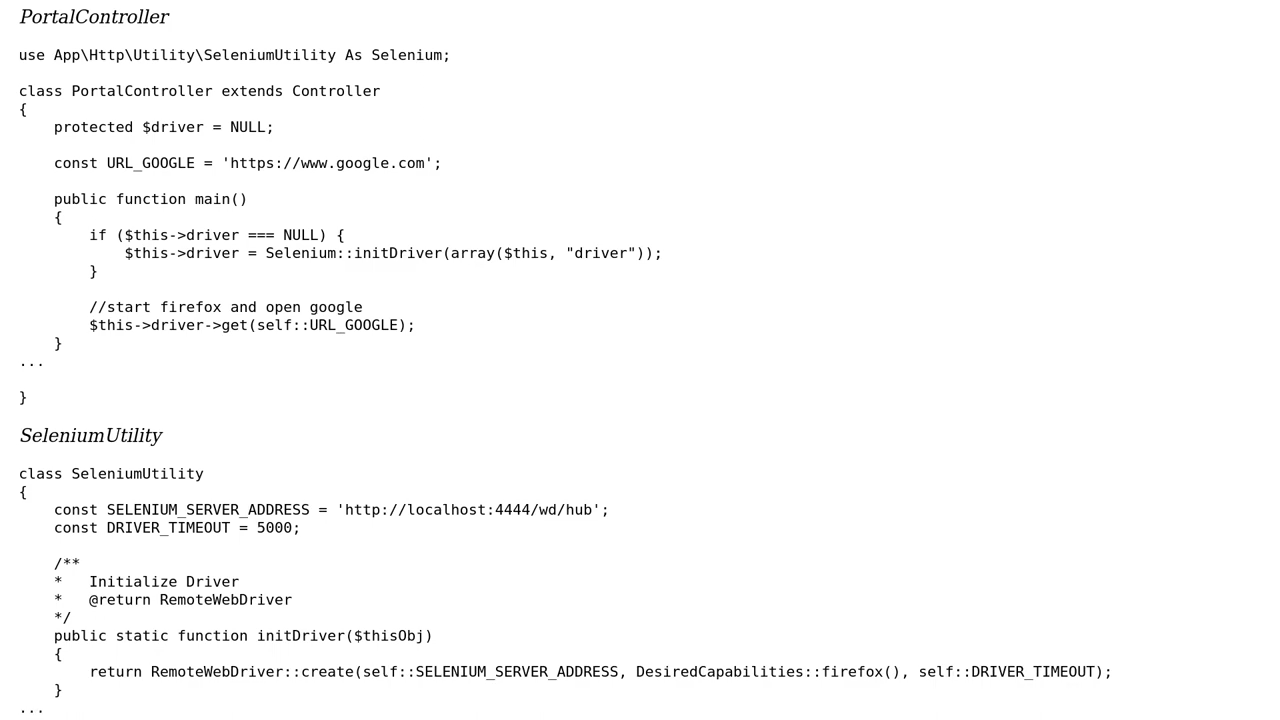 PortalController
use App\Http\Utility\SeleniumUtility As Selenium;
class PortalController extends Controller
{
    protected $driver = NULL;
    const URL_GOOGLE = 'https://www.google.com';
    public function main()
    {
        if ($this->driver === NULL) {
            $this->driver = Selenium::initDriver(array($this, "driver"));
        }
        //start firefox and open google
        $this->driver->get(self::URL_GOOGLE);
    }
...
}
SeleniumUtility
class SeleniumUtility
{
    const SELENIUM_SERVER_ADDRESS = 'http://localhost:4444/wd/hub';
    const DRIVER_TIMEOUT = 5000;
    /**
    *   Initialize Driver
    *   @return RemoteWebDriver
    */
    public static function initDriver($thisObj)
    {
        return RemoteWebDriver::create(self::SELENIUM_SERVER_ADDRESS, DesiredCapabilities::firefox(), self::DRIVER_TIMEOUT);
    }
...